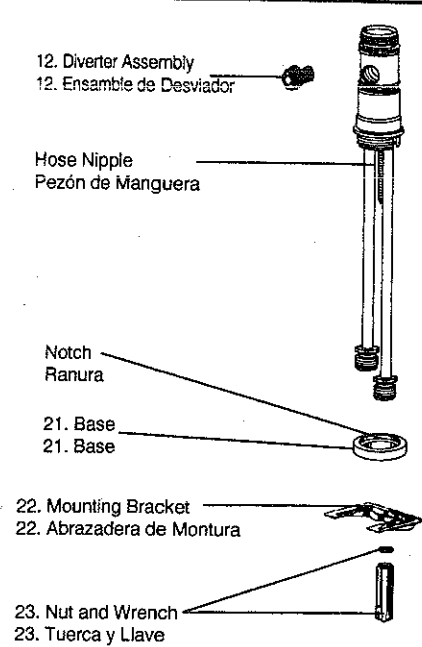 12. Diverter Assembly
12. Ensamble de Desviador
Hose Nipple
Pezón de Manguera
Notch
Ranura
21. Base
21. Base
22. Mounting Bracket
22. Abrazadera de Montura
23. Nut and Wrench
23. Tuerca y Llave